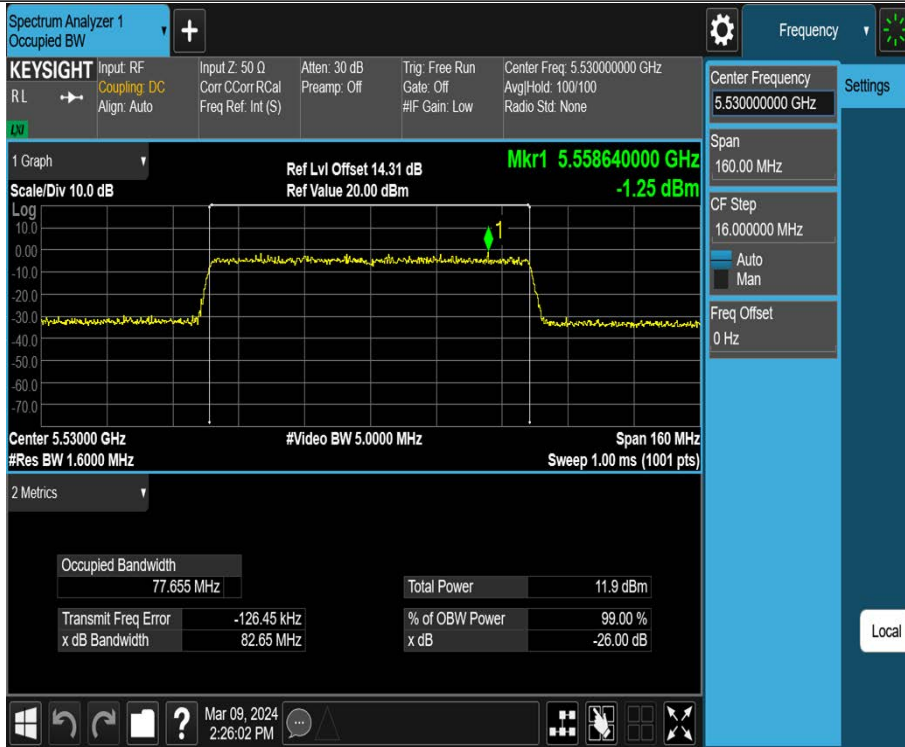 Spectrum Analyzer 1
Occupied BW
+
Frequency
KEYSIGHT
R L
LXI
Input: RF
Coupling: DC
Align: Auto
Input Z: 50 Ω
Corr CCorr RCal
Freq Ref: Int (S)
Atten: 30 dB
Preamp: Off
Trig: Free Run
Gate: Off
#IF Gain: Low
Center Freq: 5.530000000 GHz
Avg|Hold: 100/100
Radio Std: None
Center Frequency
5.530000000 GHz
Settings
Span
160.00 MHz
CF Step
16.000000 MHz
Auto
Man
Freq Offset
0 Hz
Local
1 Graph
Scale/Div 10.0 dB
Ref Lvl Offset 14.31 dB
Ref Value 20.00 dBm
Mkr1 5.558640000 GHz
-1.25 dBm
Log
10.0
0.00
-10.0
-20.0
-30.0
-40.0
-50.0
-60.0
-70.0
1
Center 5.53000 GHz
#Res BW 1.6000 MHz
#Video BW 5.0000 MHz
Span 160 MHz
Sweep 1.00 ms (1001 pts)
2 Metrics
Occupied Bandwidth
77.655 MHz
Total Power 11.9 dBm
Transmit Freq Error -126.45 kHz
% of OBW Power 99.00 %
x dB Bandwidth 82.65 MHz
x dB -26.00 dB
?
Mar 09, 2024
2:26:02 PM